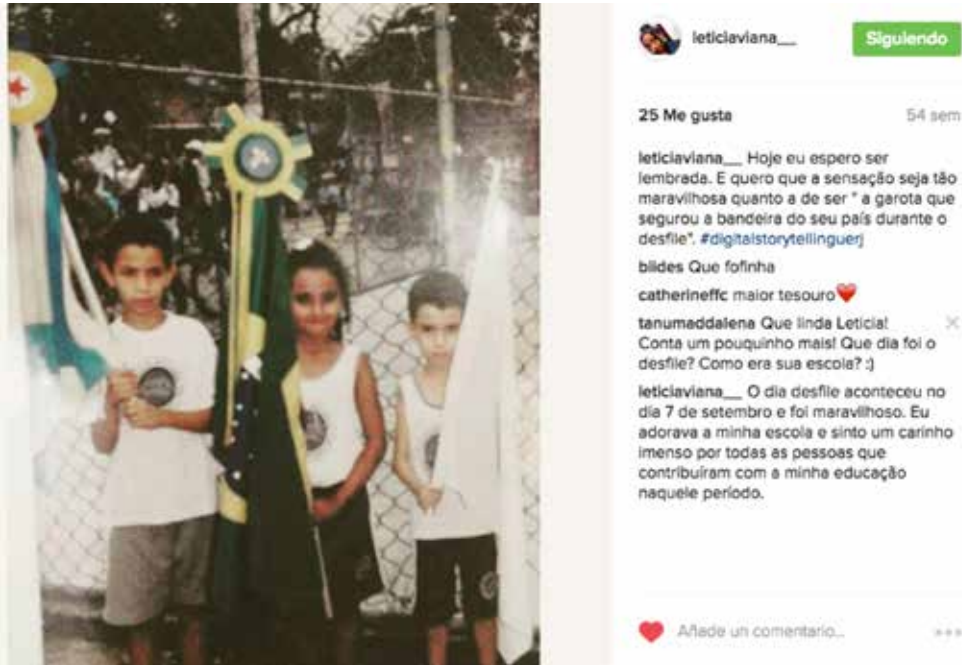 leticiaviana__ Siguiendo
25 Me gusta 54 sem
leticiaviana__ Hoje eu espero ser
lembrada. E quero que a sensação seja tão
maravilhosa quanto a de ser " a garota que
segurou a bandeira do seu país durante o
desfile". #digitalstorytellinguerj
biides Que fofinha
catherineffc maior tesouro❤️
tanumaddalena Que linda Leticia!
Conta um pouquinho mais! Que dia foi o
desfile? Como era sua escola? :)
leticiaviana__ O dia desfile aconteceu no
dia 7 de setembro e foi maravilhoso. Eu
adorava a minha escola e sinto um carinho
imenso por todas as pessoas que
contribuíram com a minha educação
naquele período.
Añade un comentario...